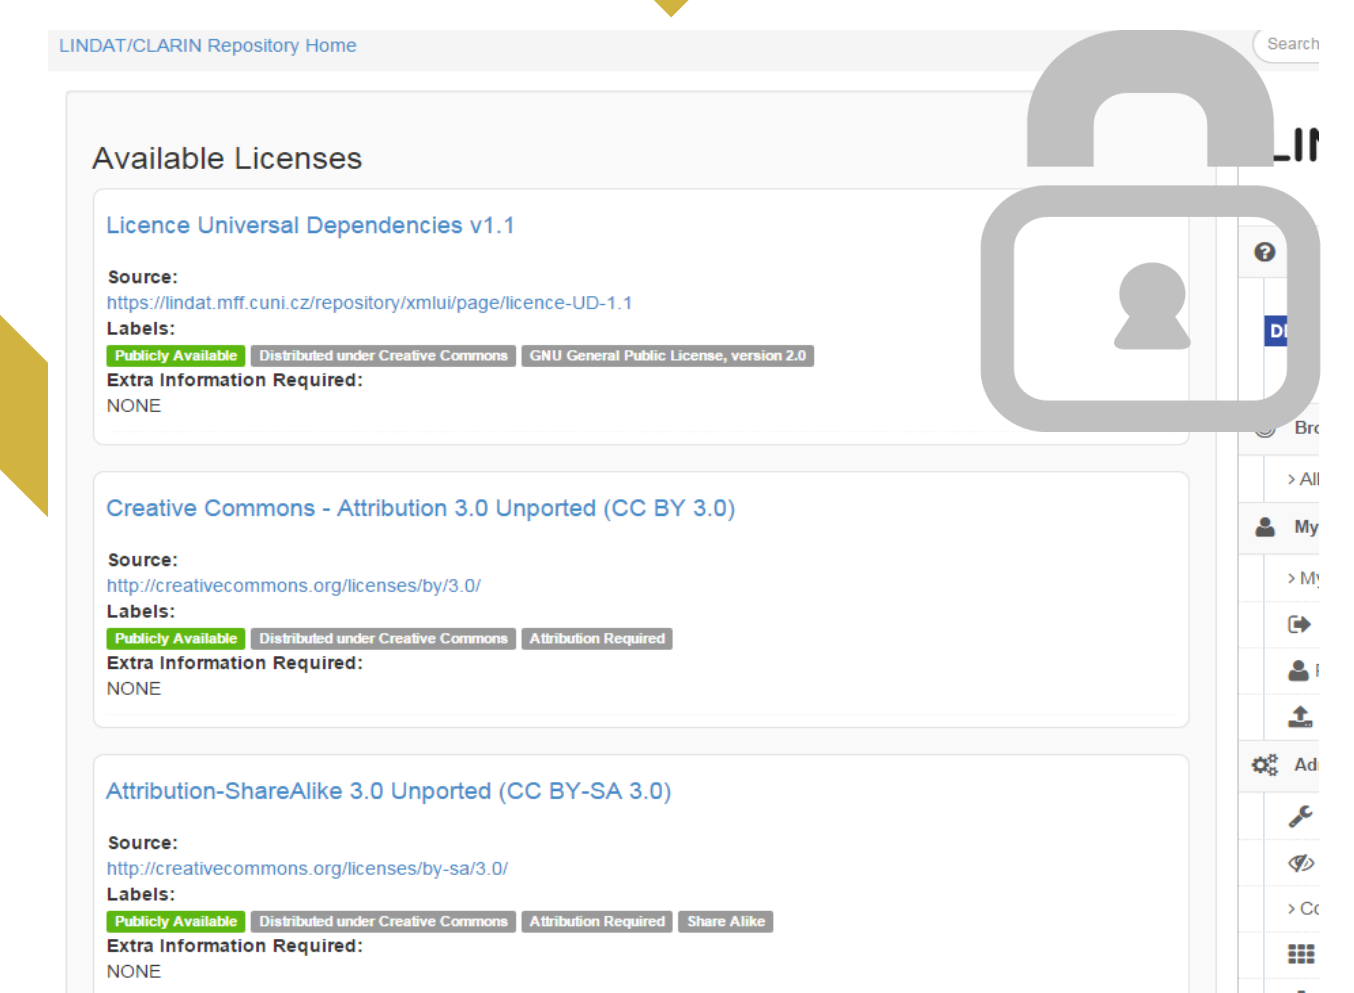 LINDAT/CLARIN Repository Home
Search
Available Licenses
Licence Universal Dependencies v1.1
Source:
https://lindat.mff.cuni.cz/repository/xmlui/page/licence-UD-1.1
Labels:
Publicly Available Distributed under Creative Commons GNU General Public License, version 2.0
Extra Information Required:
NONE
Creative Commons - Attribution 3.0 Unported (CC BY 3.0)
Source:
http://creativecommons.org/licenses/by/3.0/
Labels:
Publicly Available Distributed under Creative Commons Attribution Required
Extra Information Required:
NONE
Attribution-ShareAlike 3.0 Unported (CC BY-SA 3.0)
Source:
http://creativecommons.org/licenses/by-sa/3.0/
Labels:
Publicly Available Distributed under Creative Commons Attribution Required Share Alike
Extra Information Required:
NONE
> All
My
> My